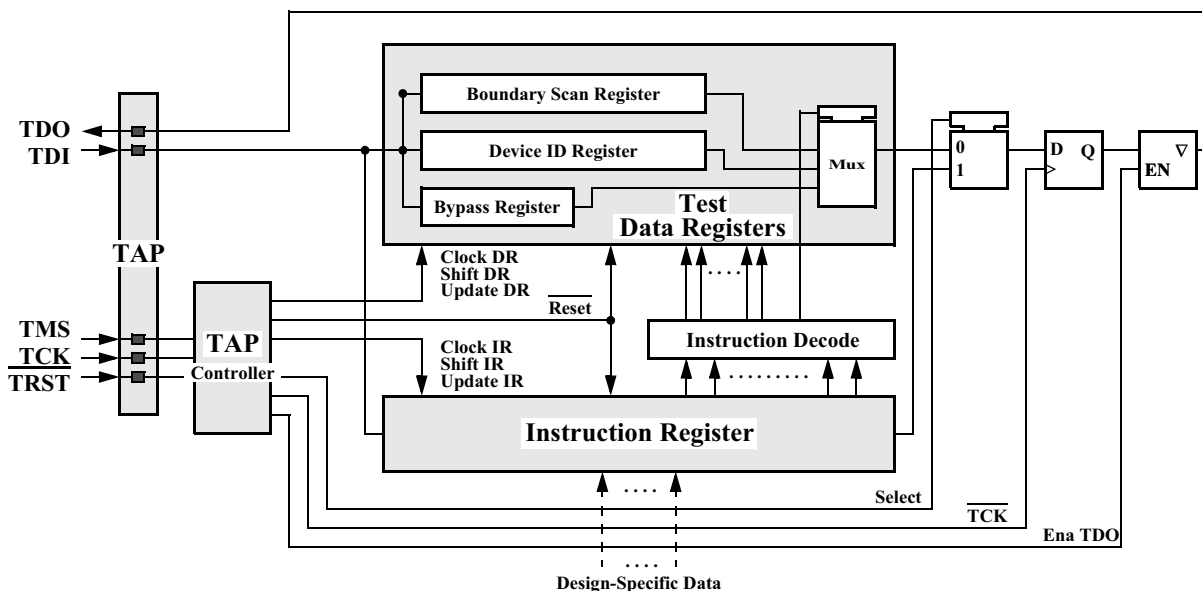 TDO
TDI
TAP
TMS
TCK
TRST
TAP
Controller
Boundary Scan Register
Device ID Register
Bypass Register
Mux
Test
Data Registers
0
1
D Q
EN ∇
Clock DR
Shift DR
Update DR
Reset
Clock IR
Shift IR
Update IR
. . . .
Instruction Decode
. . . . . . . . .
Instruction Register
. . . .
Select
TCK
Ena TDO
. . . .
Design-Specific Data